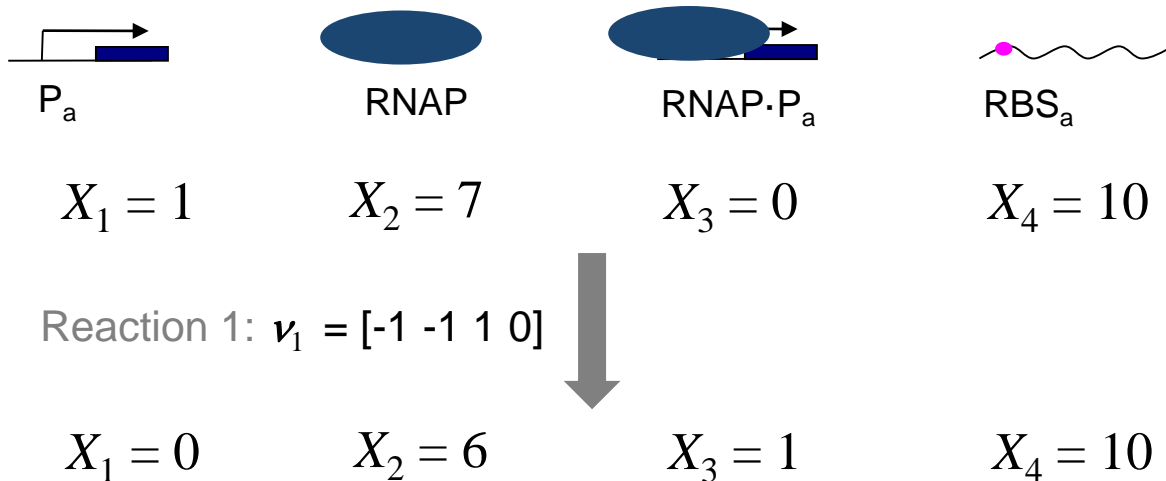 Pₐ RNAP RNAP·Pₐ RBSₐ
X₁ = 1 X₂ = 7 X₃ = 0 X₄ = 10
Reaction 1: ν₁ = [-1 -1 1 0]
X₁ = 0 X₂ = 6 X₃ = 1 X₄ = 10